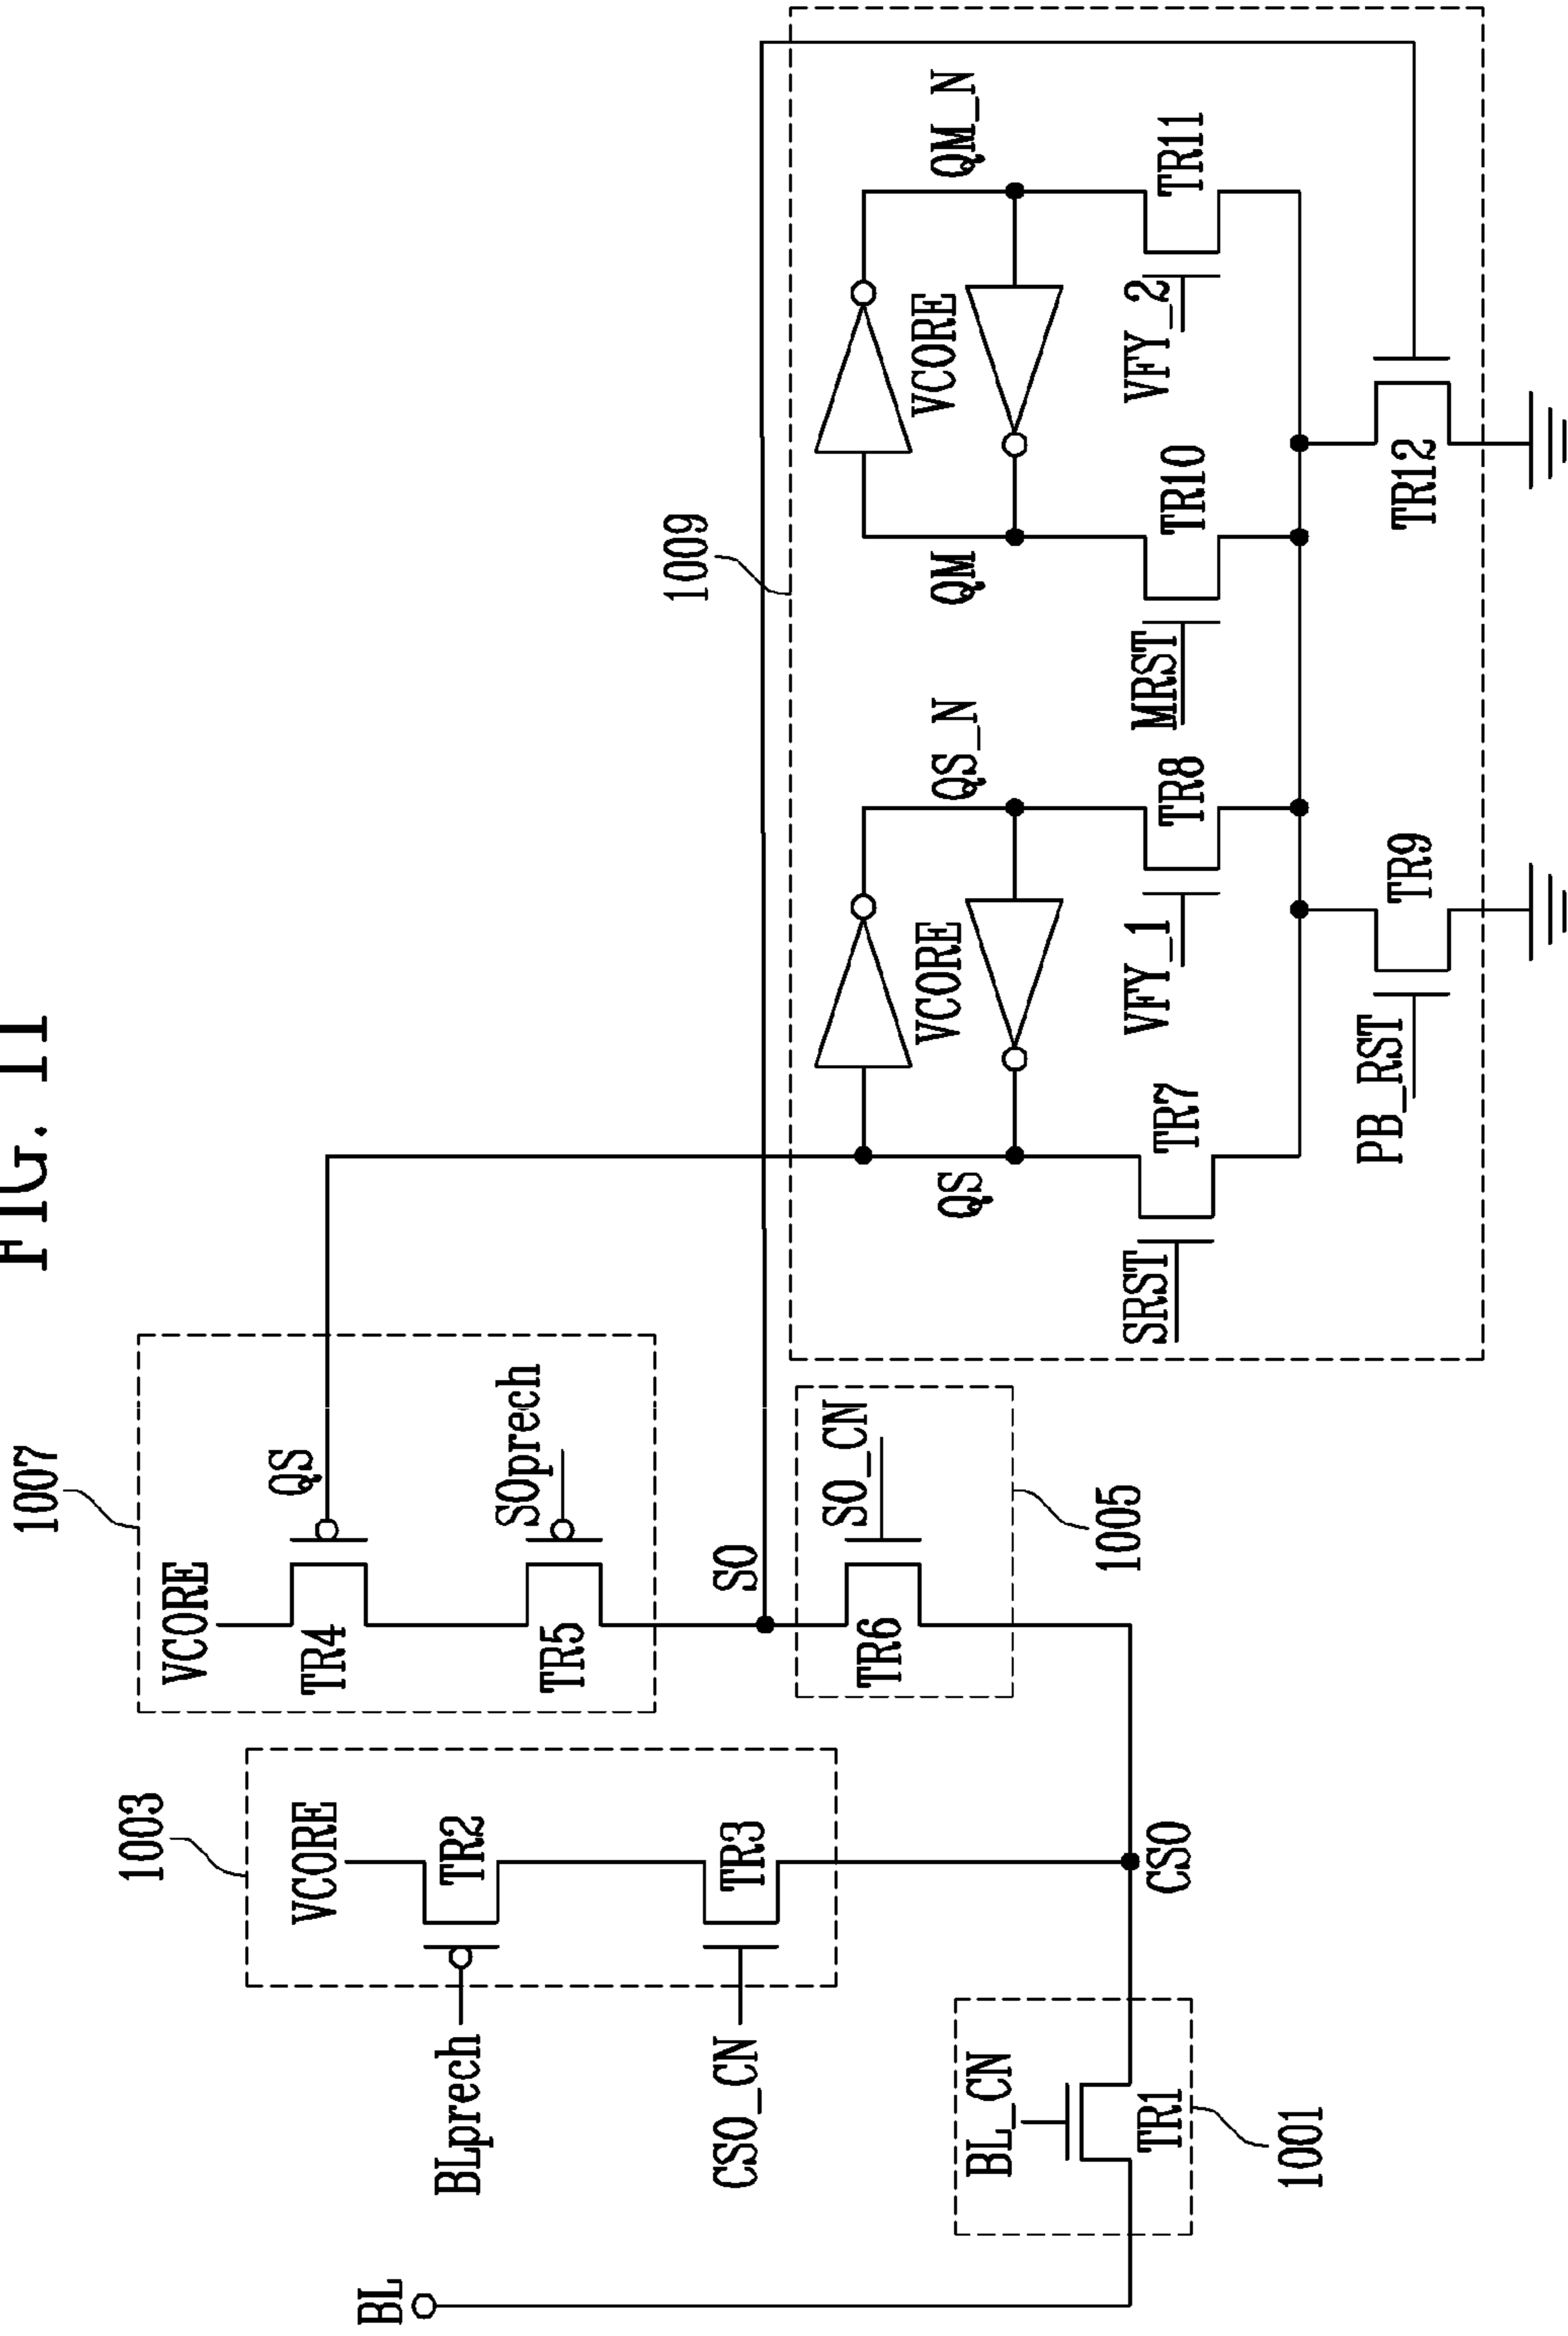 FIG. 11
1007
1003
VCORE
QS
VCORE
TR4
BLprech
TR2
SOprech
TR5
CSO_CN
TR3
SO
1009
BL
SO_CN
TR6
1005
CSO
BL_CN
TR1
1001
VCORE
VCORE
QS
QS_N
QM
QM_N
SRST
TR7
VFY_1
TR8
MRST
TR10
VFY_2
TR11
PB_RST
TR9
TR12